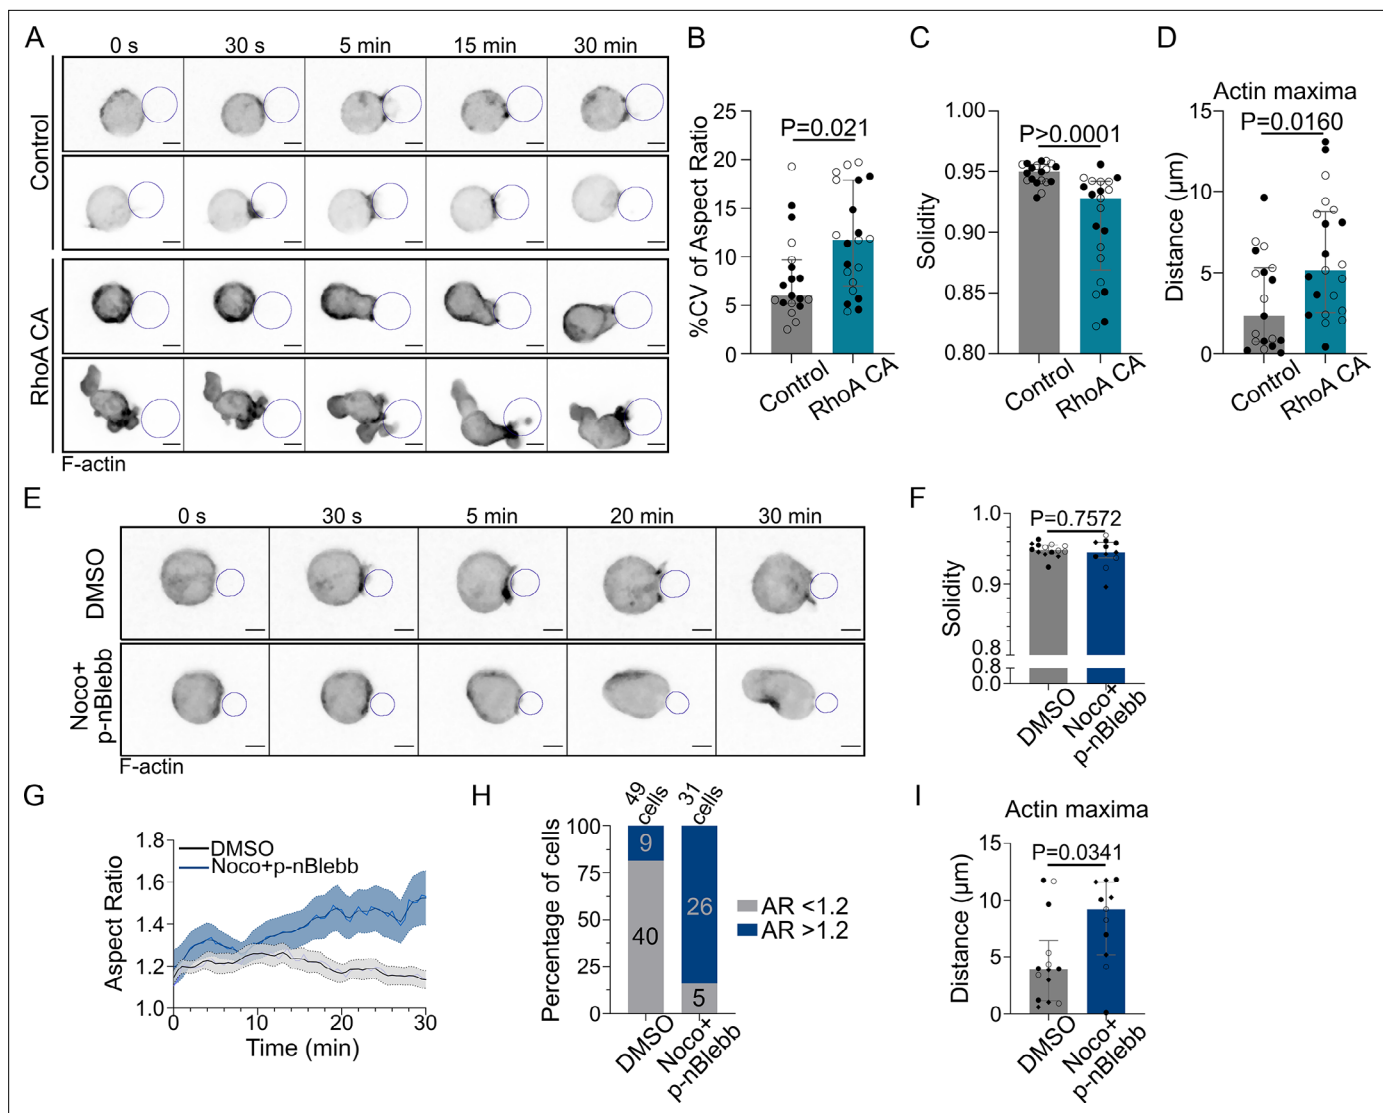 A
0 s 30 s 5 min 15 min 30 min
Control
RhoA CA
F-actin
B
%CV of Aspect Ratio
25
20
15
10
5
0
P=0.021
Control RhoA CA
C
Solidity
1.00
0.95
0.90
0.85
0.80
P>0.0001
Control RhoA CA
D
Actin maxima
Distance (µm)
15
10
5
0
P=0.0160
Control RhoA CA
E
0 s 30 s 5 min 20 min 30 min
DMSO
Noco+
p-nBlebb
F-actin
F
Solidity
1.0
0.9
0.8
0.8
0.0
P=0.7572
DMSO Noco+
p-nBlebb
G
Aspect Ratio
1.8
1.6
1.4
1.2
1.0
DMSO
Noco+p-nBlebb
0 10 20 30
Time (min)
H
Percentage of cells
100
75
50
25
0
49
cells
31
cells
9
40
26
5
AR <1.2
AR >1.2
DMSO Noco+
p-nBlebb
I
Actin maxima
Distance (µm)
15
10
5
0
P=0.0341
DMSO Noco+
p-nBlebb